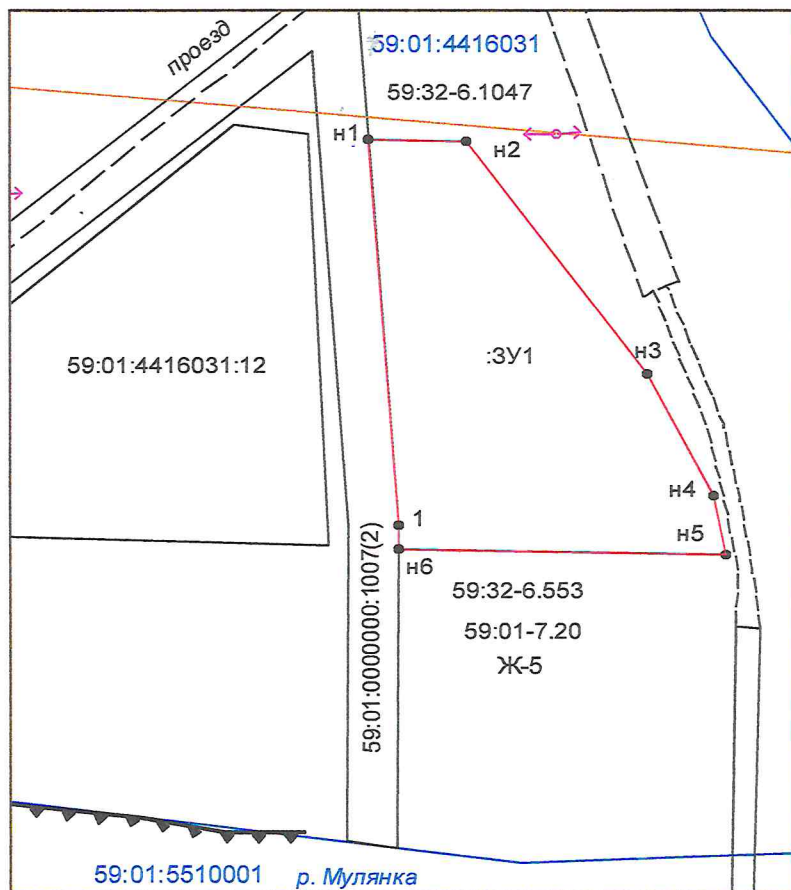 проезд
59:01:4416031
59:32-6.1047
н1
н2
н3
:ЗУ1
59:01:4416031:12
н4
1
н5
н6
59:01:0000000:1007(2)
59:32-6.553
59:01-7.20
Ж-5
59:01:5510001
р. Мулянка